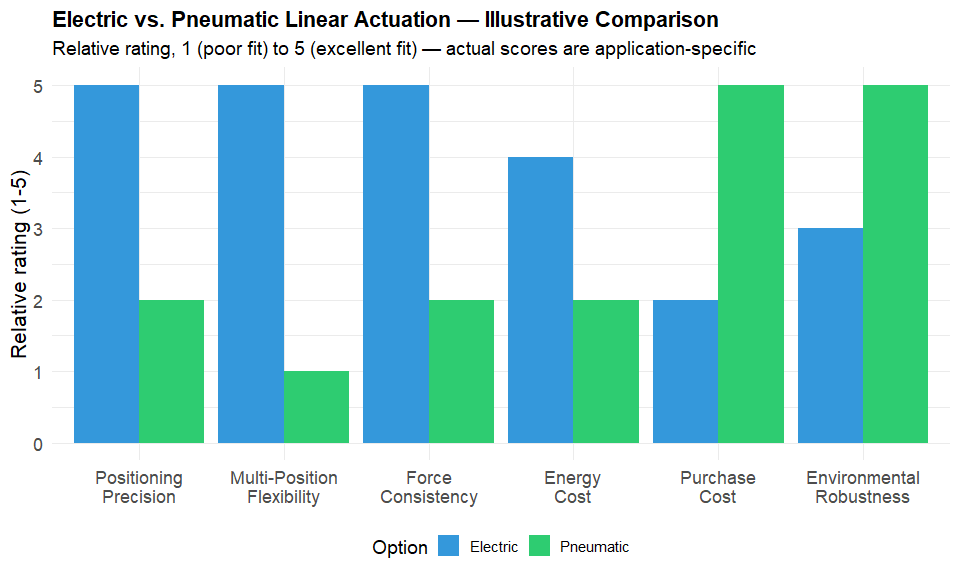 Electric vs. Pneumatic Linear Actuation — Illustrative Comparison
Relative rating, 1 (poor fit) to 5 (excellent fit) — actual scores are application-specific
Relative rating (1-5)
5
4
3
2
1
0
Positioning
Precision
Multi-Position
Flexibility
Force
Consistency
Energy
Cost
Purchase
Cost
Environmental
Robustness
Option
Electric
Pneumatic